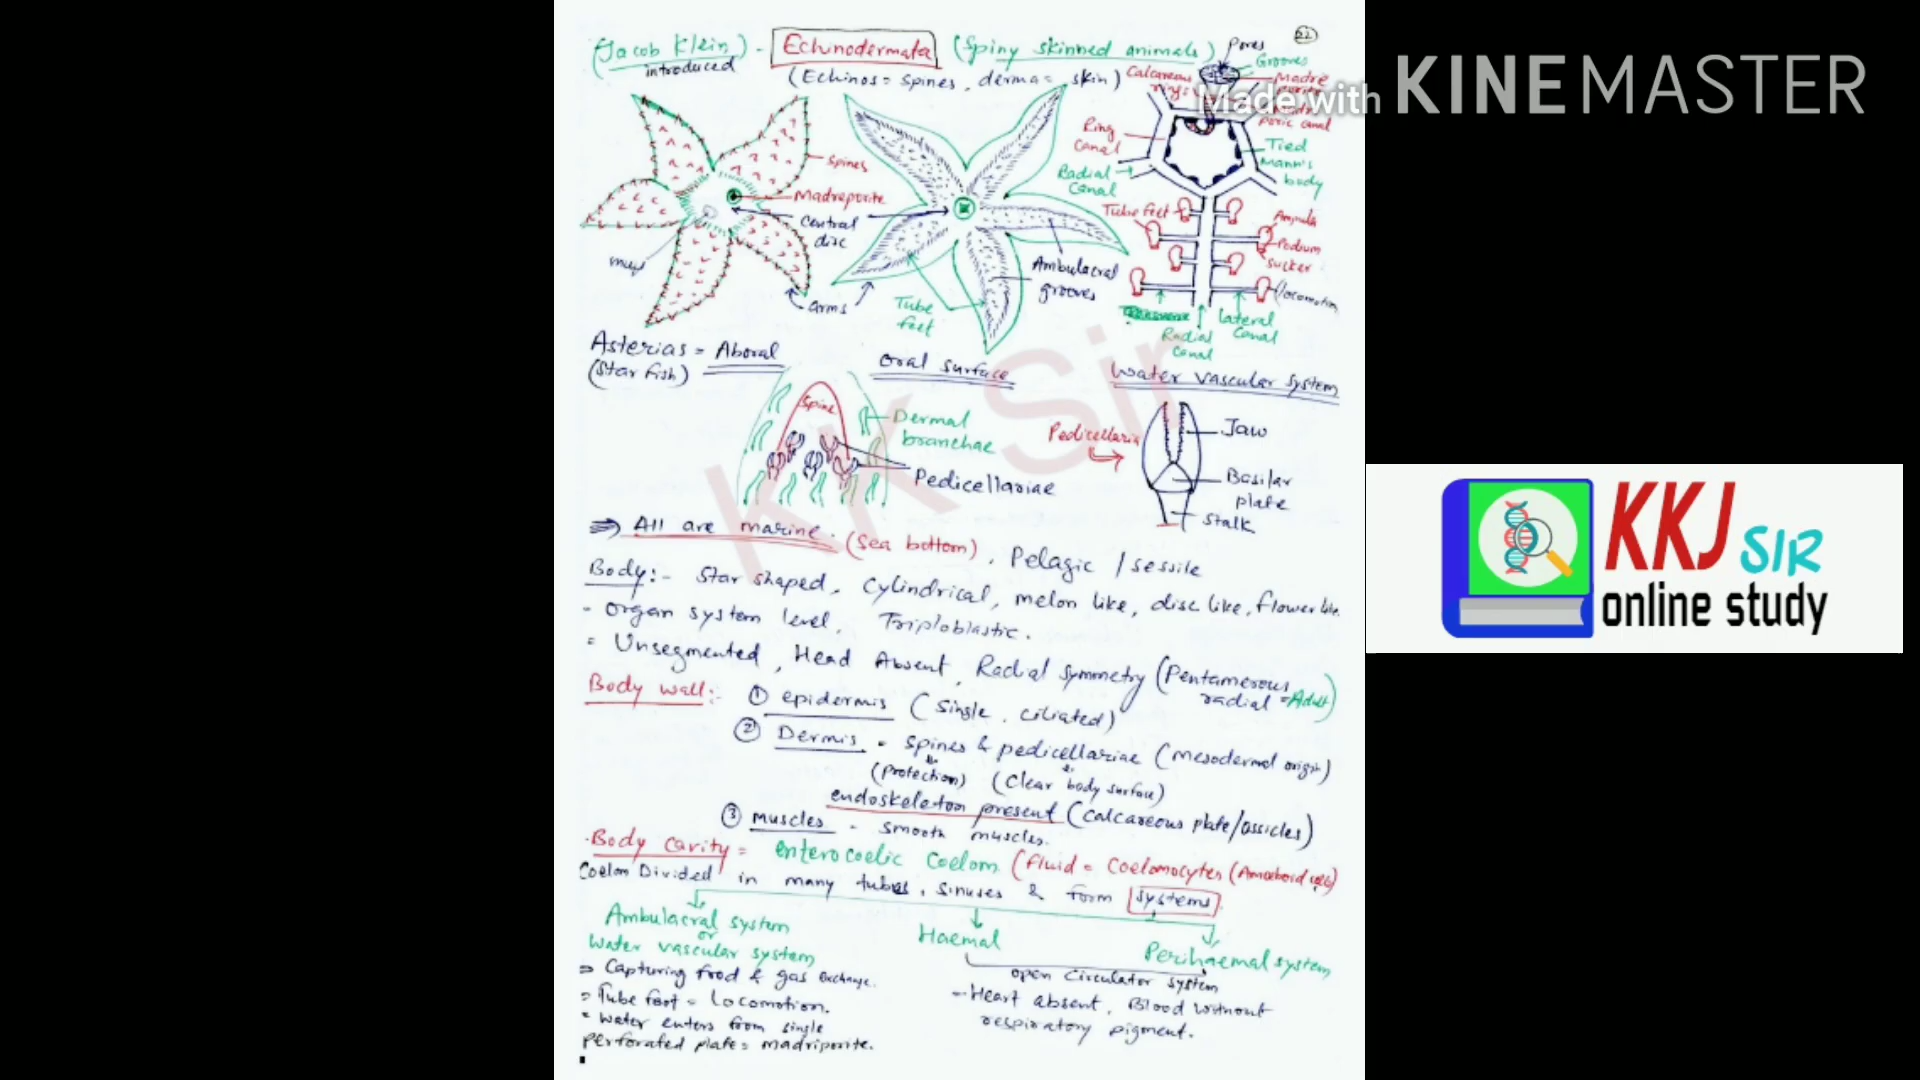 22
(Jacob Klein) - Echinodermata (Spiny skinned animals)
introduced
(Echinos = spines, derma = skin)
Pores
Grooves
Calcareous
rings
Madre
poric canal
Ring
canal
Tied
mann's
body
Radial
canal
Tube feet
Ampula
Podium
sucker
locomotion
Radial
canal
Lateral
canal
Spines
Madreporite
Central
disc
arms
Tube
feet
Ambulacral
grooves
Asterias = Aboral
(Star fish)
Oral surface
Water vascular system
Spine
Dermal
branchae
Pedicellariae
Pedicellaria
Jaw
Basilar
plate
Stalk
⇒ All are marine. (Sea bottom). Pelagic / sessile
Body:- Star shaped, Cylindrical, melon like, disc like, flower like
- Organ system level, Triploblastic.
= Unsegmented, Head Absent, Radial symmetry (Pentamerous
radial = Adult)
Body wall:- ① epidermis (single, ciliated)
② Dermis = spines & pedicellariae (mesodermal origin)
(protection) (Clear body surface)
endoskeleton present (calcareous plate/ossicles)
③ muscles - smooth muscles.
Body cavity = enterocoelic coelom (fluid = Coelomocytes (Amoeboid cells)
Coelom Divided in many tubes, sinuses & form systems.
Ambulacral system
or
Water vascular system
Haemal
Perihaemal system
⇒ Capturing food & gas exchange.
= Tube foot = Locomotion.
= Water enters from single
perforated plate = madriporite.
open circulator system
- Heart absent, Blood without
respiratory pigment.
KK Sir
Made with KINEMASTER
KKJ SIR
online study